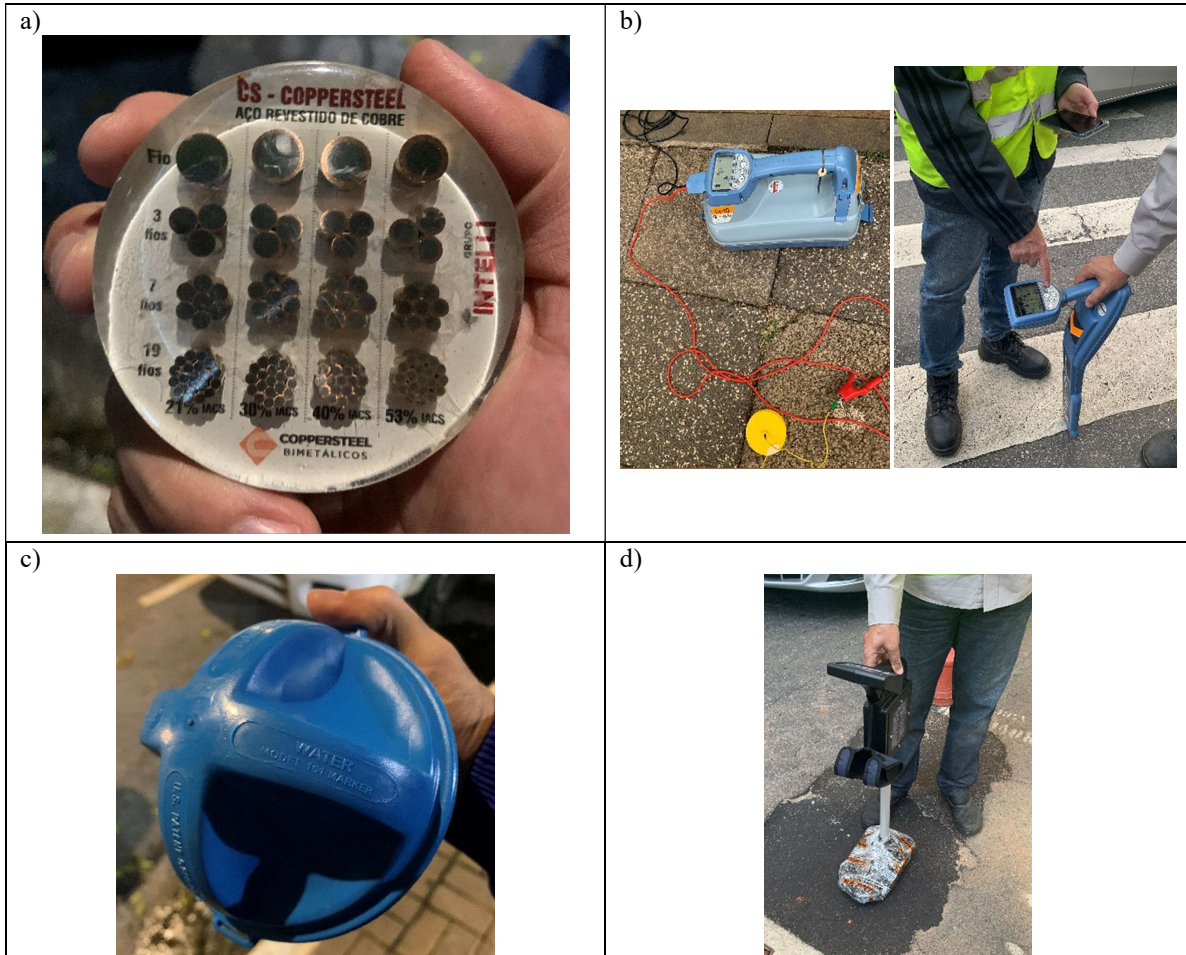 a)
b)
CS - COPPERSTEEL
AÇO REVESTIDO DE COBRE
Fio
3
fios
7
fios
19
fios
GRUPO
INTELLI
21% IACS 30% IACS 40% IACS 53% IACS
COPPERSTEEL
BIMETÁLICOS
c)
d)
WATER
MODEL 161 MARKER
U.S. PATENT